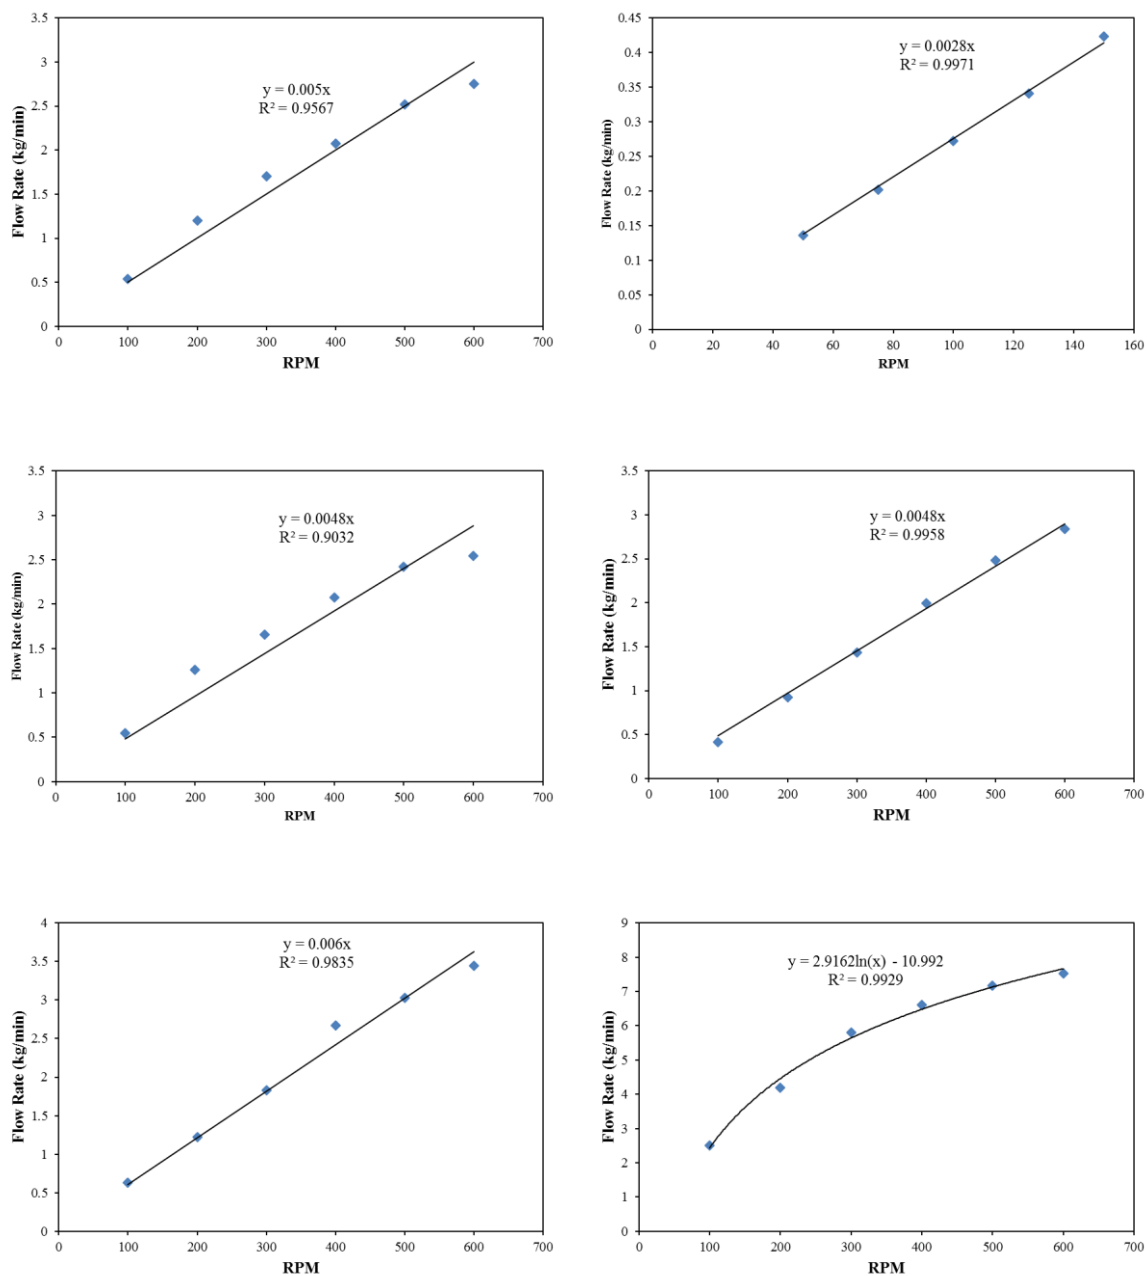 3.5
3
2.5
2
1.5
1
0.5
0
Flow Rate (kg/min)
y = 0.005x
R² = 0.9567
0 100 200 300 400 500 600 700
RPM
0.45
0.4
0.35
0.3
0.25
0.2
0.15
0.1
0.05
0
Flow Rate (kg/min)
y = 0.0028x
R² = 0.9971
0 20 40 60 80 100 120 140 160
RPM
3.5
3
2.5
2
1.5
1
0.5
0
Flow Rate (kg/min)
y = 0.0048x
R² = 0.9032
0 100 200 300 400 500 600 700
RPM
3.5
3
2.5
2
1.5
1
0.5
0
Flow Rate (kg/min)
y = 0.0048x
R² = 0.9958
0 100 200 300 400 500 600 700
RPM
4
3.5
3
2.5
2
1.5
1
0.5
0
Flow Rate (kg/min)
y = 0.006x
R² = 0.9835
0 100 200 300 400 500 600 700
RPM
9
8
7
6
5
4
3
2
1
0
Flow Rate (kg/min)
y = 2.9162ln(x) - 10.992
R² = 0.9929
0 100 200 300 400 500 600 700
RPM